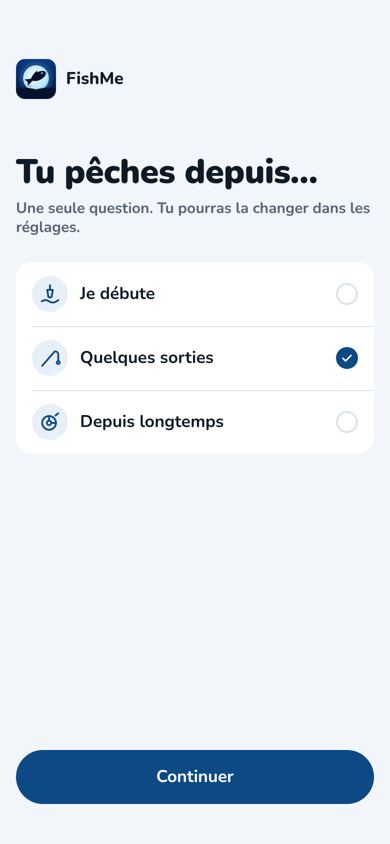 FishMe
Tu pêches depuis...
Une seule question. Tu pourras la changer dans les
réglages.
Je débute
Quelques sorties
Depuis longtemps
Continuer